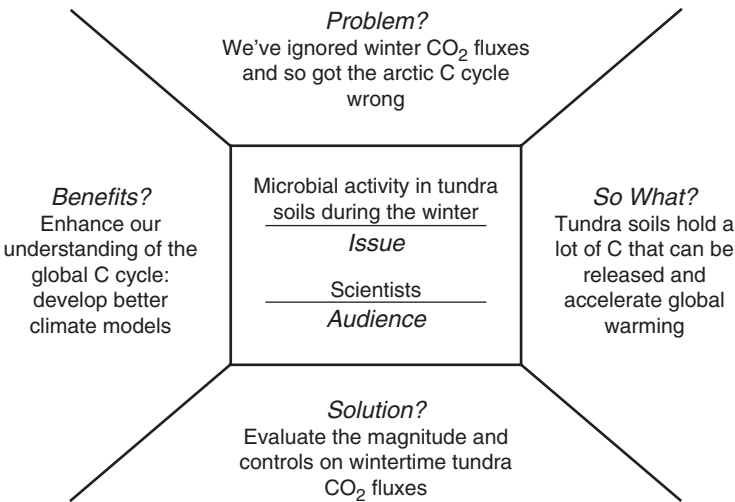 Problem?
We've ignored winter CO₂ fluxes
and so got the arctic C cycle
wrong
Benefits?
Enhance our
understanding of the
global C cycle:
develop better
climate models
Microbial activity in tundra
soils during the winter
Issue
Scientists
Audience
So What?
Tundra soils hold a
lot of C that can be
released and
accelerate global
warming
Solution?
Evaluate the magnitude and
controls on wintertime tundra
CO₂ fluxes